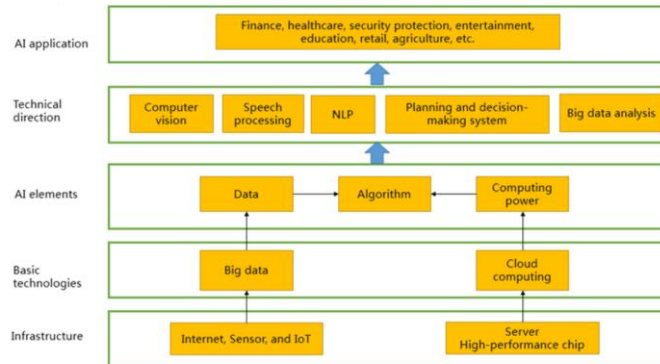 AI application
Finance, healthcare, security protection, entertainment,
education, retail, agriculture, etc.
Technical
direction
Computer
vision
Speech
processing
NLP
Planning and decision-
making system
Big data analysis
AI elements
Data
Algorithm
Computing
power
Basic
technologies
Big data
Cloud
computing
Infrastructure
Internet, Sensor, and IoT
Server
High-performance chip